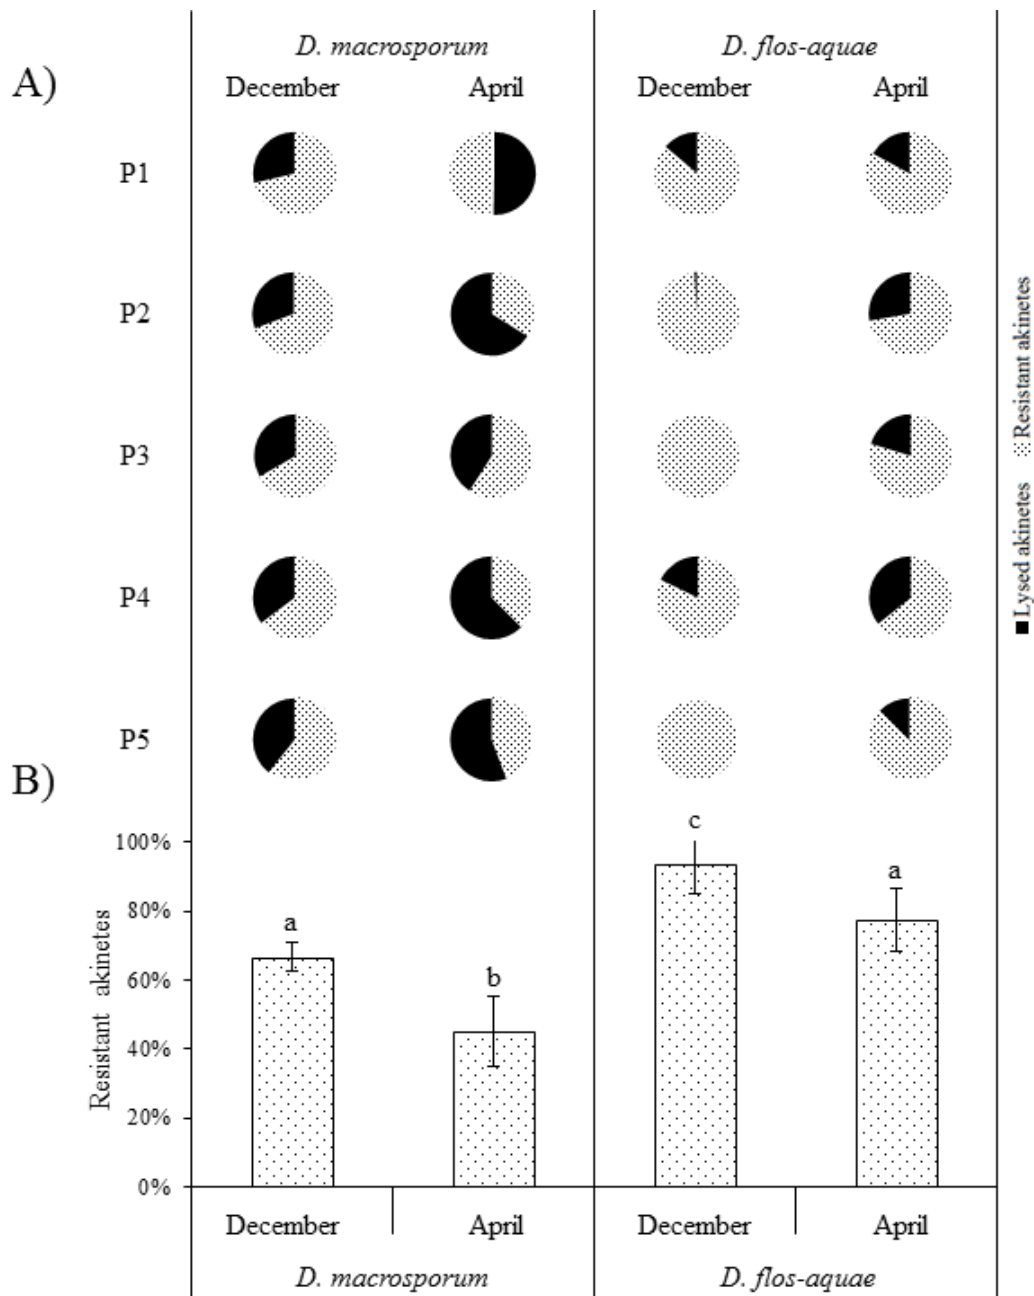 A)
D. macrosporum
D. flos-aquae
December
April
December
April
P1
P2
P3
P4
P5
Lysed akinetes
Resistant akinetes
B)
Resistant akinetes
100%
80%
60%
40%
20%
0%
a
b
c
a
December
April
December
April
D. macrosporum
D. flos-aquae